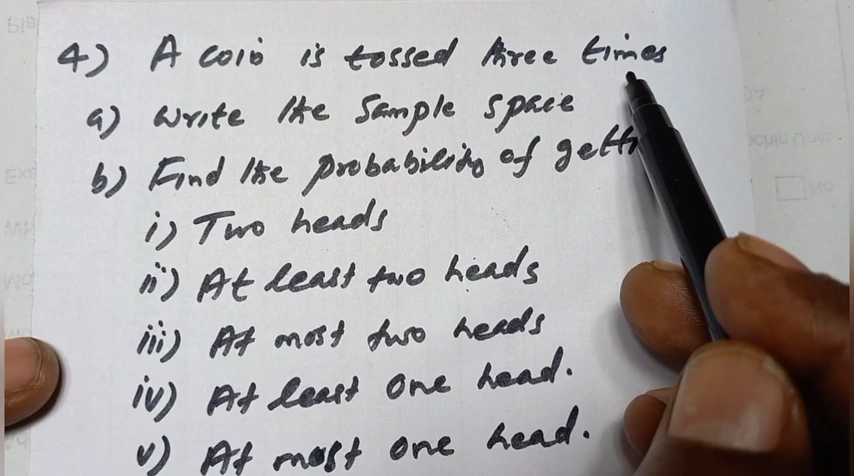 4) A coin is tossed three times
a) Write the Sample space
b) Find the probability of gett
i) Two heads
ii) At least two heads
iii) At most two heads
iv) At least one head.
v) At most one head.